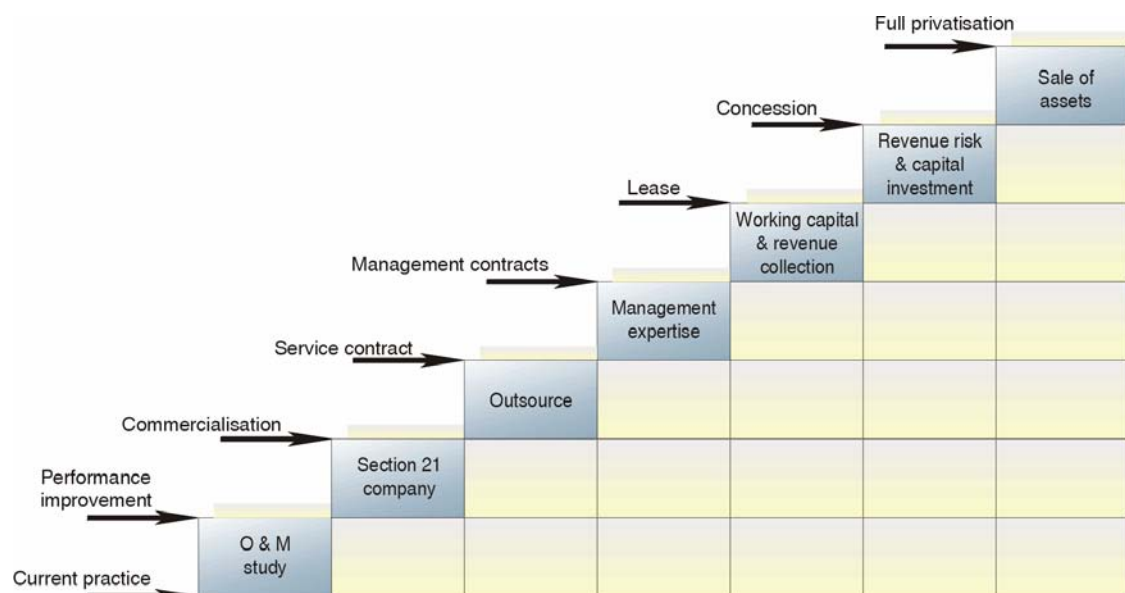 Full privatisation
Sale of
assets
Concession
Revenue risk
& capital
investment
Lease
Working capital
& revenue
collection
Management contracts
Management
expertise
Service contract
Outsource
Commercialisation
Section 21
company
Performance
improvement
O & M
study
Current practice